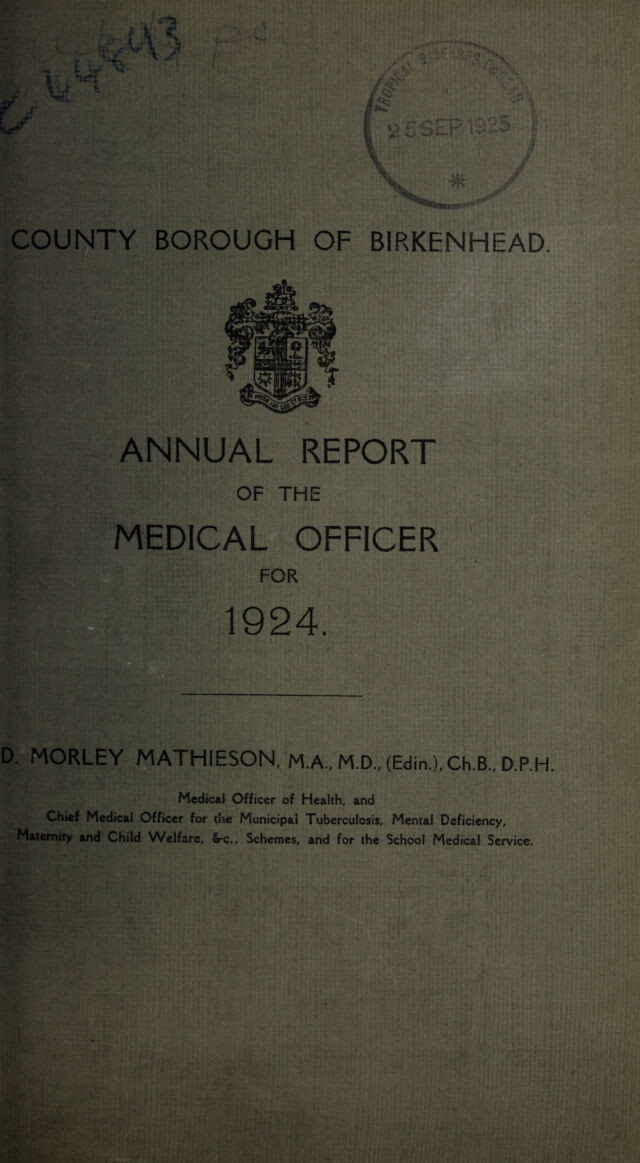 TROPICAL DISEASES
25 SEP 1925
COUNTY BOROUGH OF BIRKENHEAD.
ANNUAL REPORT
OF THE
MEDICAL OFFICER
FOR
1924.
D. MORLEY MATHIESON, M.A., M.D., (Edin.), Ch.B., D.P.H.
Medical Officer of Health, and
Chief Medical Officer for the Municipal Tuberculosis, Mental Deficiency,
Maternity and Child Welfare, &c., Schemes, and for the School Medical Service.